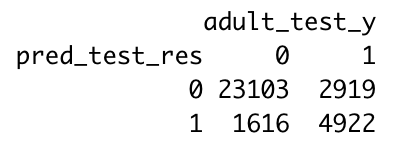 adult_test_y
pred_test_res 0 1
0 23103 2919
1 1616 4922